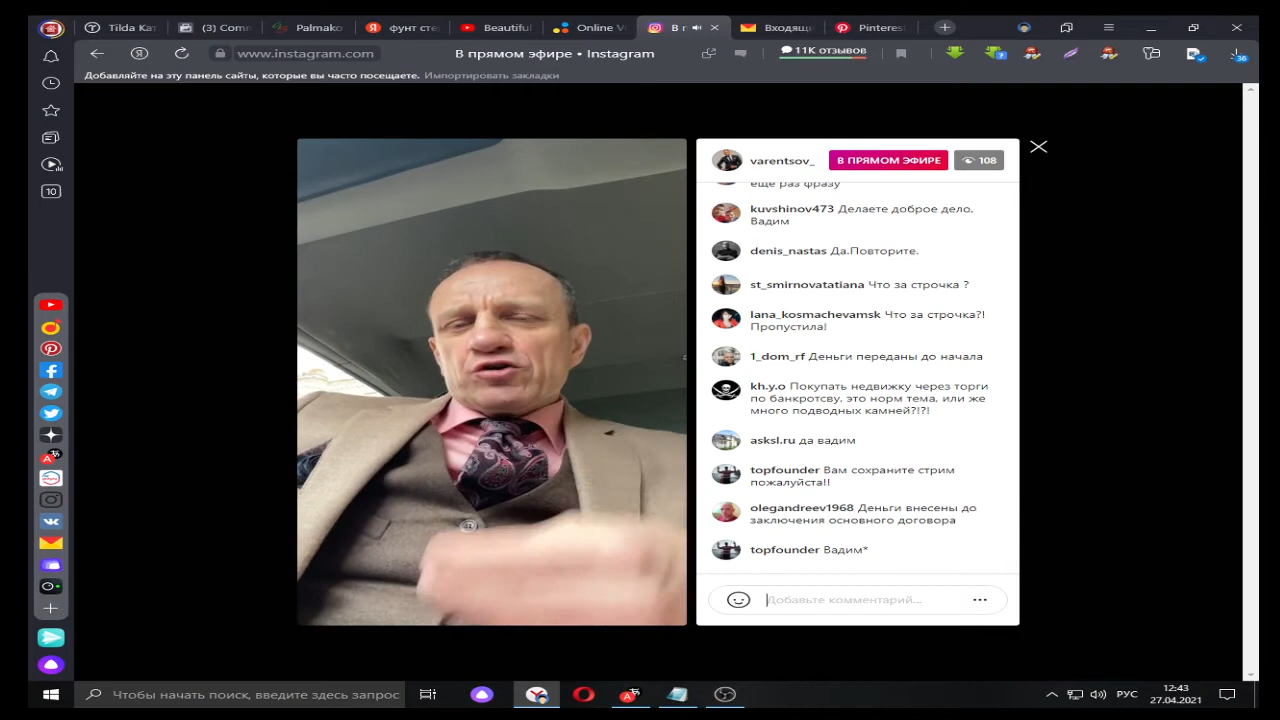 Tilda Кат
(3) Comm
Palmako
фунт сте
Beautiful
Online V
В п
Входящи
Pinterest
www.instagram.com
В прямом эфире • Instagram
11К отзывов
2
36
Добавляйте на эту панель сайты, которые вы часто посещаете. Импортировать закладки
10
varentsov_
В ПРЯМОМ ЭФИРЕ
108
еще раз фразу
kuvshinov473 Делаете доброе дело.
Вадим
denis_nastas Да.Повторите.
st_smirnovatatiana Что за строчка ?
lana_kosmachevamsk Что за строчка?!
Пропустила!
1_dom_rf Деньги переданы до начала
kh.y.o Покупать недвижку через торги
по банкротсву, это норм тема, или же
много подводных камней?!?!
asksl.ru да вадим
topfounder Вам сохраните стрим
пожалуйста!!
olegandreev1968 Деньги внесены до
заключения основного договора
topfounder Вадим*
Добавьте комментарий...
Чтобы начать поиск, введите здесь запрос
РУС
12:43
27.04.2021